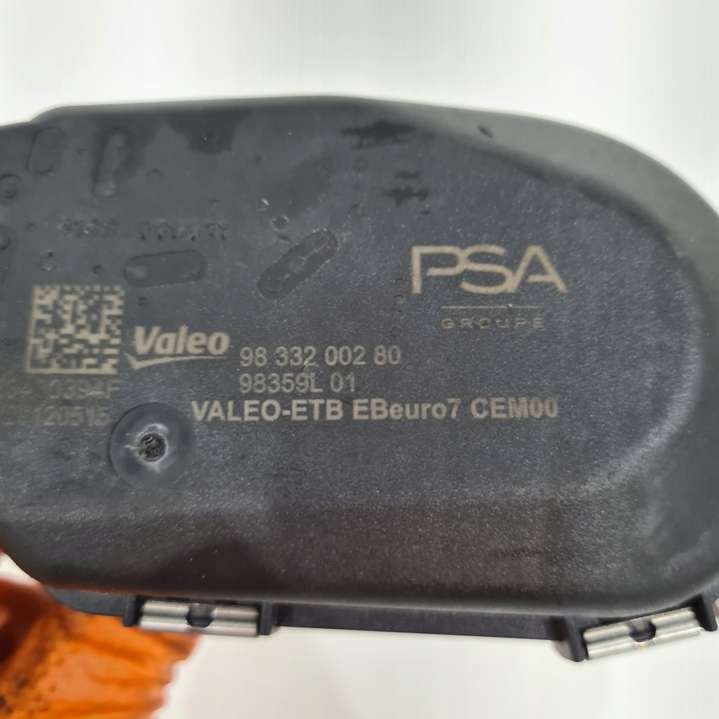 PSA
GROUPE
Valeo 98 332 002 80
98359L 01
VALEO-ETB EBeuro7 CEM00